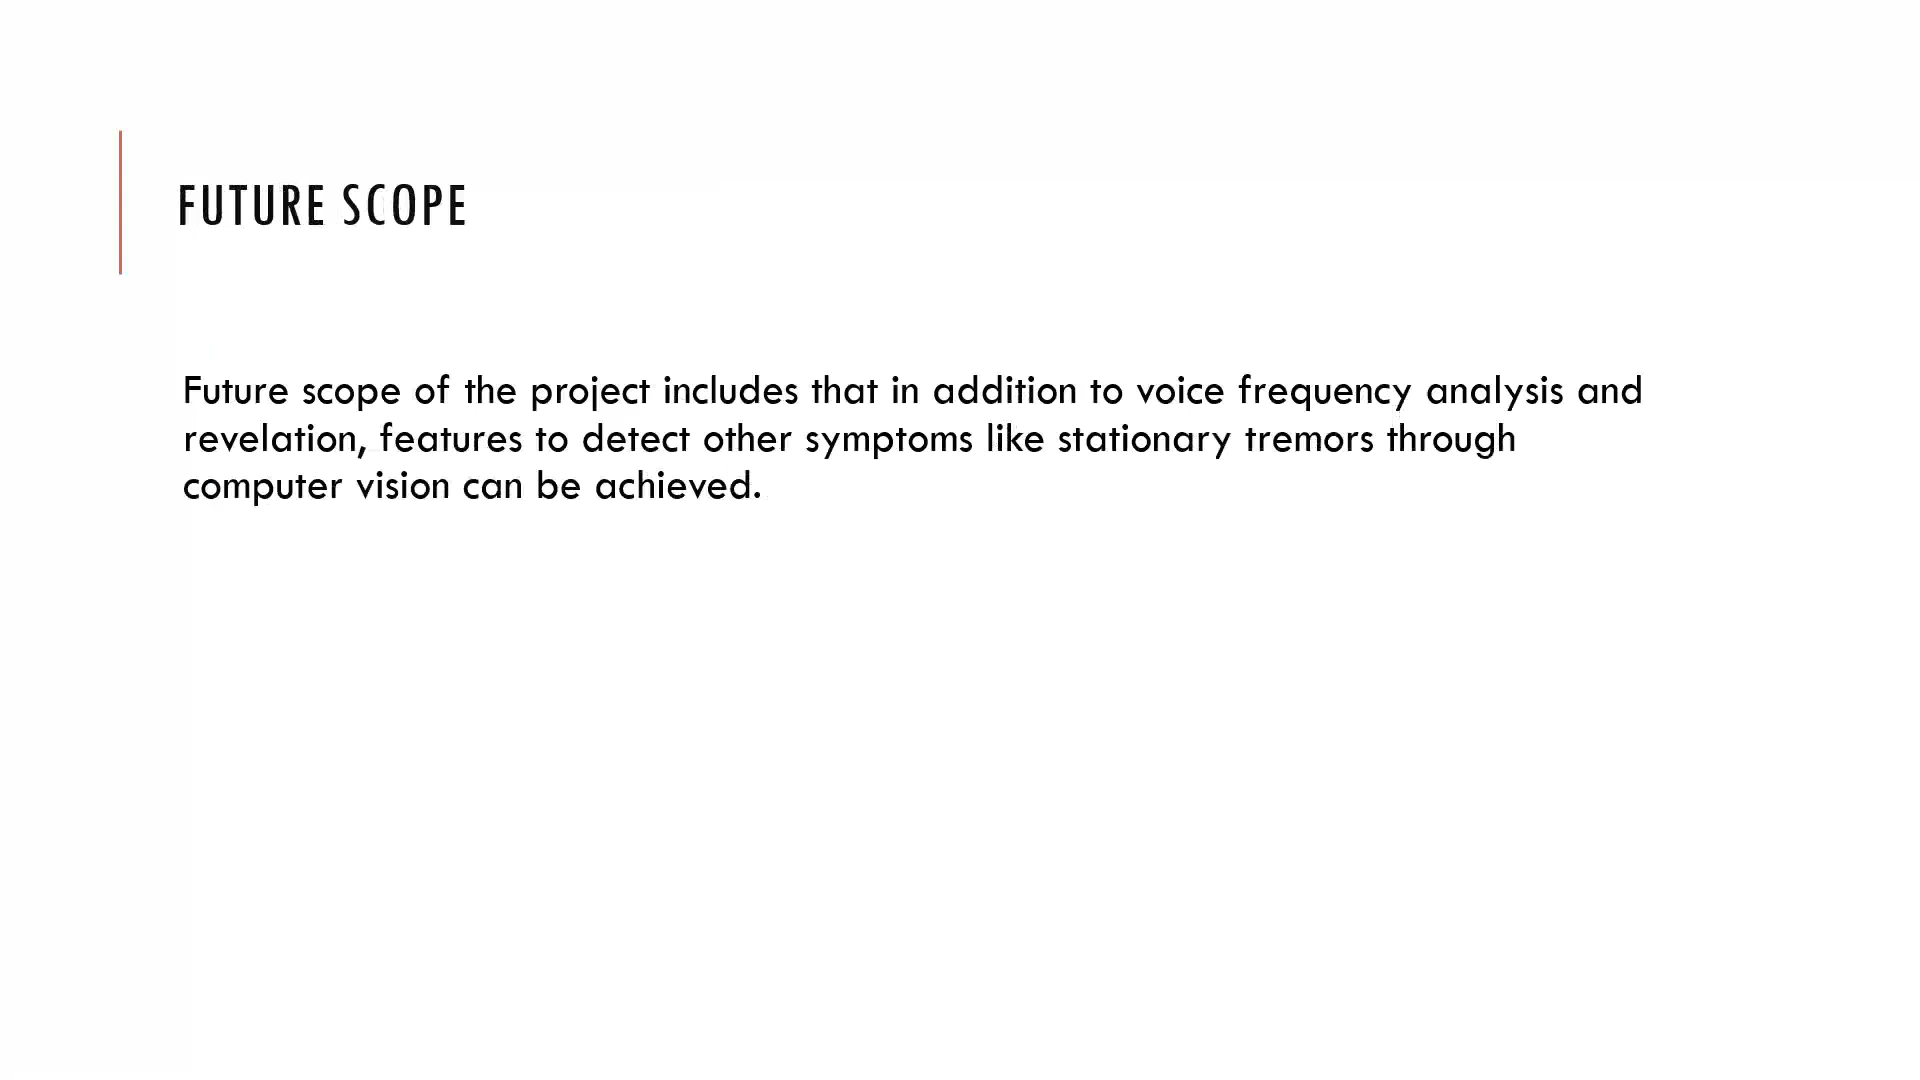 FUTURE SCOPE
Future scope of the project includes that in addition to voice frequency analysis and
revelation, features to detect other symptoms like stationary tremors through
computer vision can be achieved.